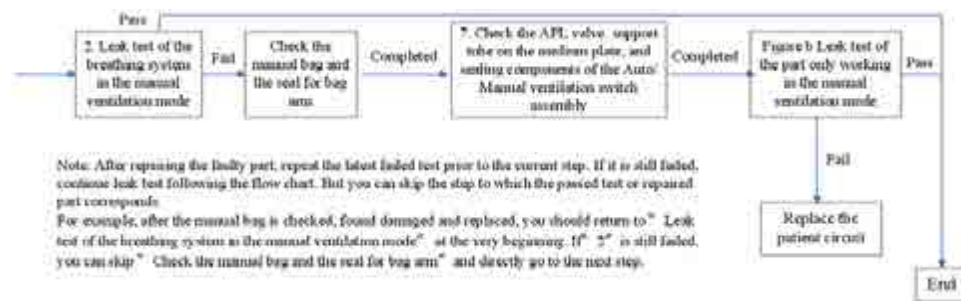 Pass
2. Leak test of the
breathing system
in the manual
ventilation mode
Fail
Check the
manual bag and
the seal for bag
arm
Completed
7. Check the APL valve, support
tube on the medium plate, and
sealing components of the Auto/
Manual ventilation switch
assembly
Completed
Figure b Leak test of
the part only working
in the manual
ventilation mode
Pass
Fail
Replace the
patient circuit
End
Note: After repairing the faulty part, repeat the latest failed test prior to the current step. If it is still failed,
continue leak test following the flow chart. But you can skip the step to which the passed test or repaired
part corresponds
For example, after the manual bag is checked, found damaged and replaced, you should return to" Leak
test of the breathing system in the manual ventilation mode" at the very beginning. If" 2" is still failed,
you can skip" Check the manual bag and the seal for bag arm" and directly go to the next step.